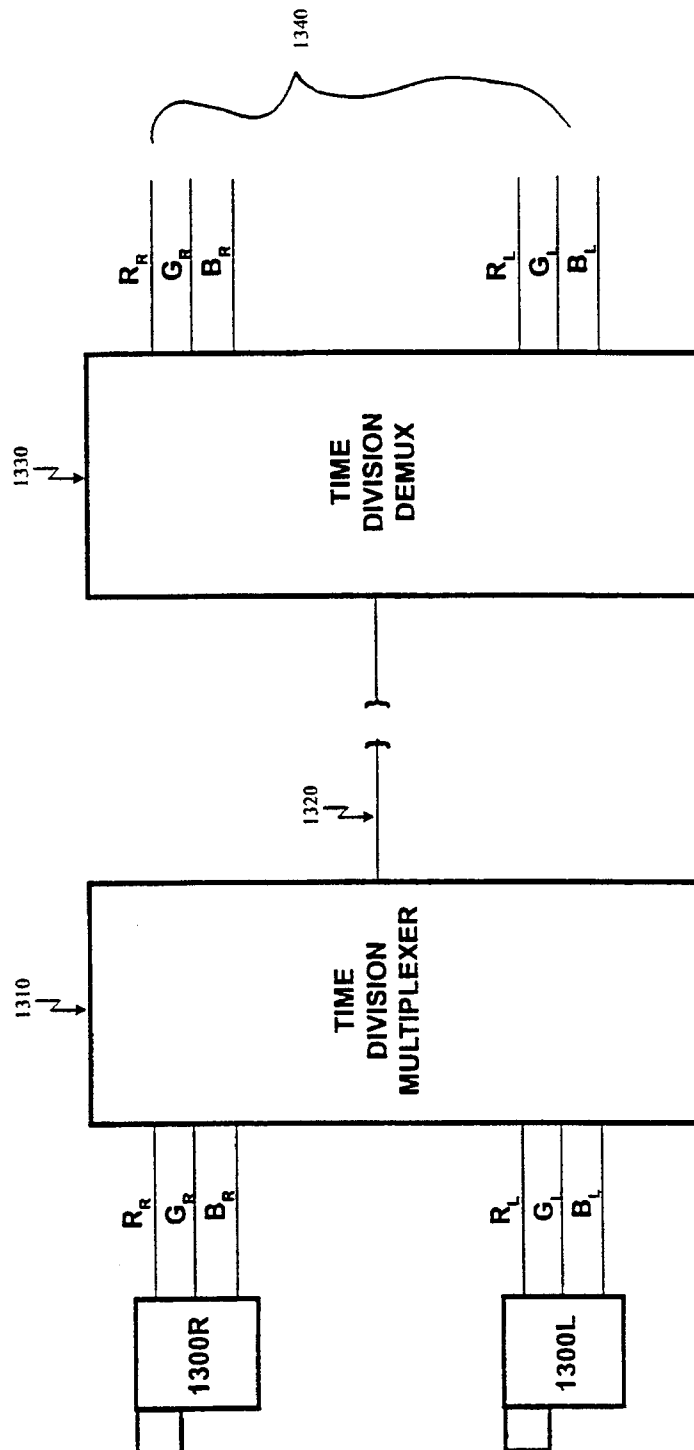 1300R
R_R
G_R
B_R
1300L
R_L
G_L
B_L
1310
TIME
DIVISION
MULTIPLEXER
1320
1330
TIME
DIVISION
DEMUX
R_R
G_R
B_R
R_L
G_L
B_L
1340